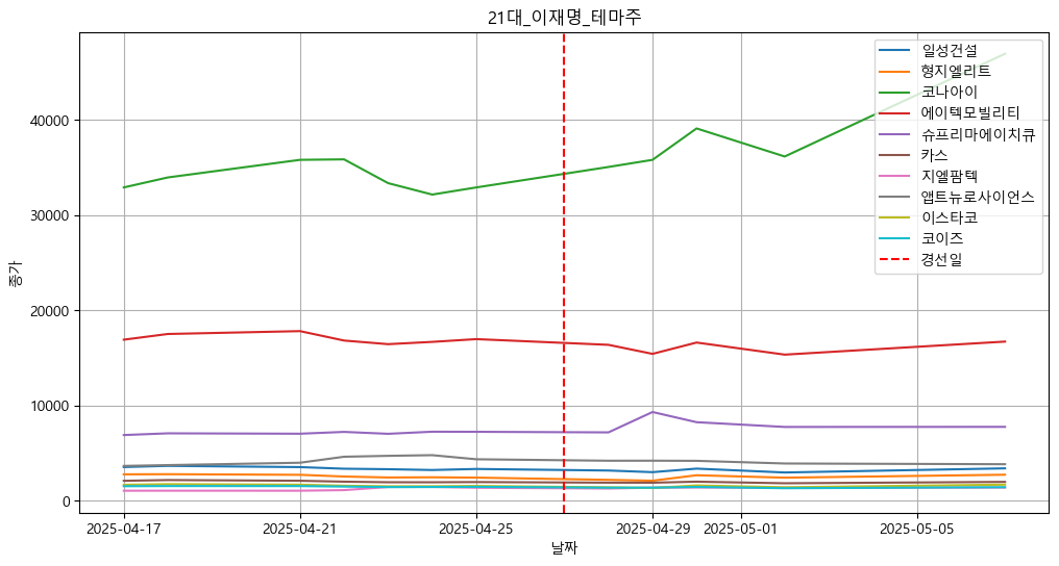 21대_이재명_테마주
일성건설
형지엘리트
코나아이
에이텍모빌리티
슈프리마에이치큐
카스
지엘팜텍
앱트뉴로사이언스
이스타코
코이즈
경선일
종가
40000
30000
20000
10000
0
2025-04-17 2025-04-21 2025-04-25 2025-04-29 2025-05-01 2025-05-05
날짜